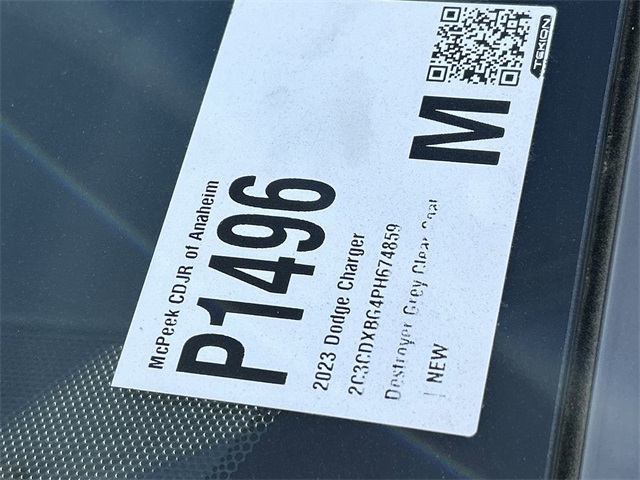 McPeek CDJR of Anaheim
P1496
M
TEKION
2023 Dodge Charger
2C3CDXBG4PH674859
Destroyer Grey Clear Coat
| NEW